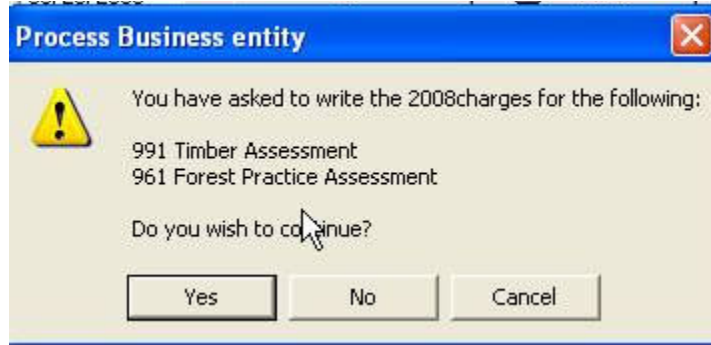 Process Business entity
You have asked to write the 2008charges for the following:
991 Timber Assessment
961 Forest Practice Assessment
Do you wish to continue?
Yes
No
Cancel